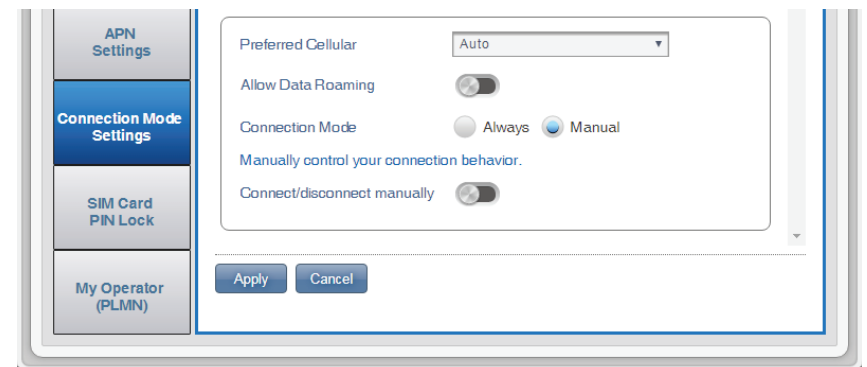 APN
Settings
Connection Mode
Settings
SIM Card
PIN Lock
My Operator
(PLMN)
Preferred Cellular Auto
Allow Data Roaming
Connection Mode Always Manual
Manually control your connection behavior.
Connect/disconnect manually
Apply Cancel